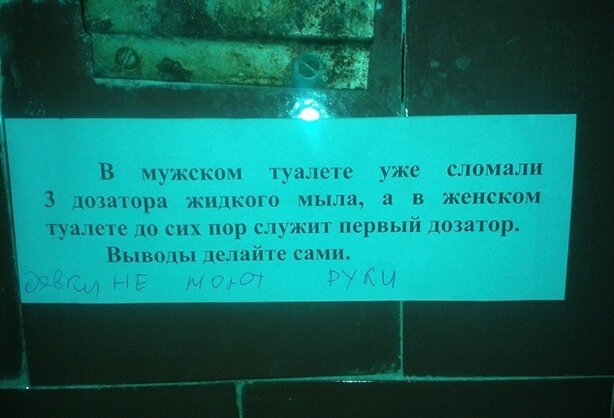 В мужском туалете уже сломали
3 дозатора жидкого мыла, а в женском
туалете до сих пор служит первый дозатор.
Выводы делайте сами.
девки НЕ моют РУКИ